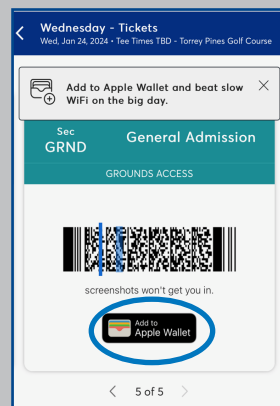 Wednesday - Tickets
Wed, Jan 24, 2024 • Tee Times TBD - Torrey Pines Golf Course
Add to Apple Wallet and beat slow
WiFi on the big day.
Sec
GRND
General Admission
GROUNDS ACCESS
screenshots won't get you in.
Add to
Apple Wallet
5 of 5